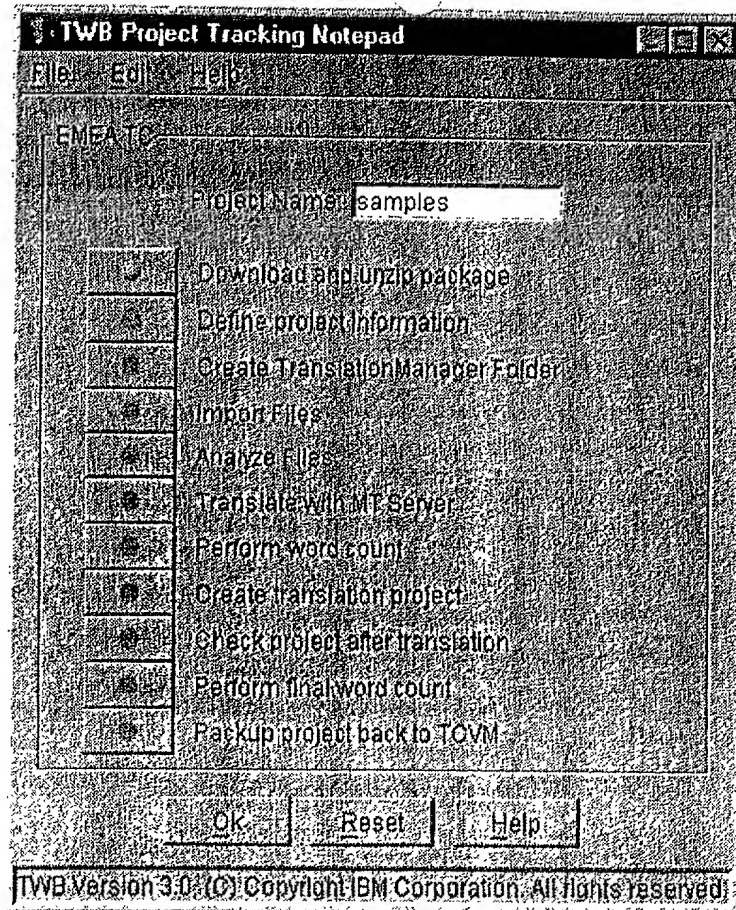 TWB Project Tracking Notepad
File Edit Help
EMEA TC
Project Name: samples
Download and unzip package
Define project Information
Create TranslationManager Folder
Import Files
Analyze Files
Translate with MT Server
Perform word count
Create translation project
Check project after translation
Perform final word count
Packup project back to TCVM
OK Reset Help
TWB Version 3.0 (C) Copyright IBM Corporation. All rights reserved.